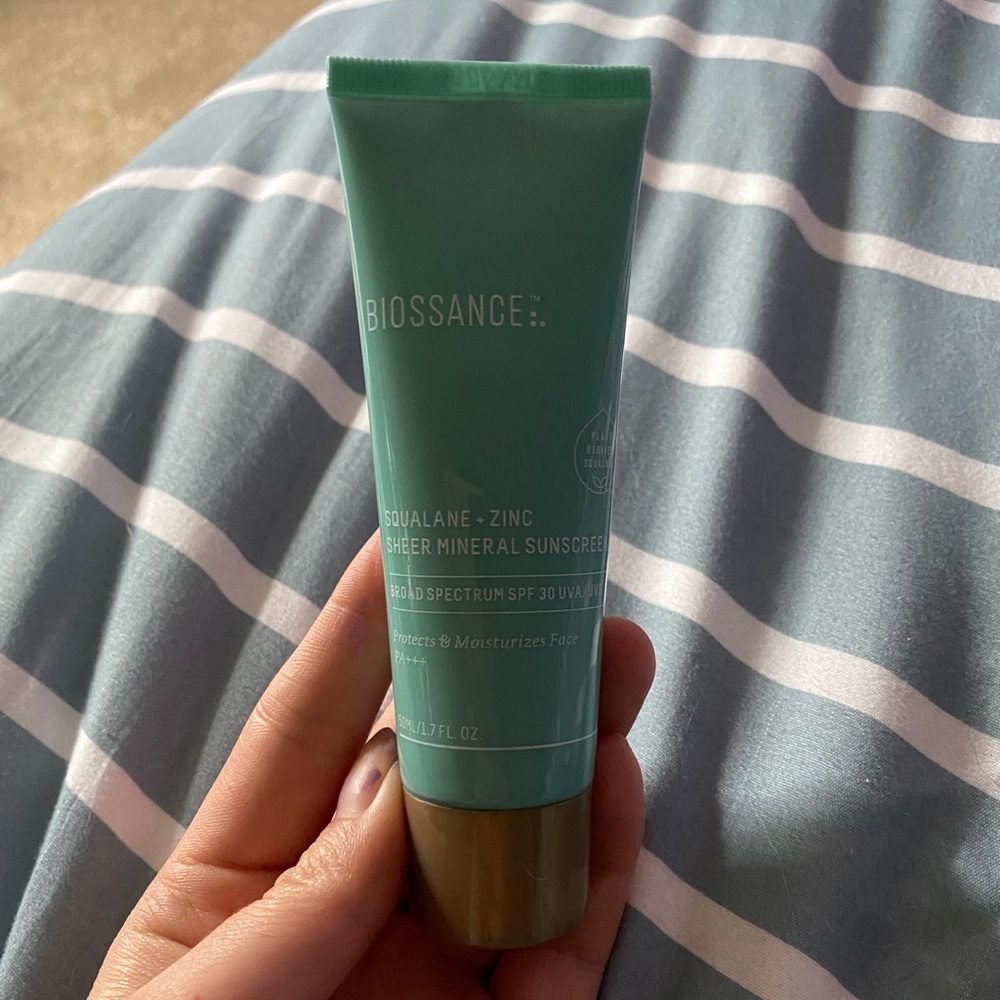 BIOSSANCE™
SQUALANE + ZINC
SHEER MINERAL SUNSCREE
BROAD SPECTRUM SPF 30 UVA/
Protects & Moisturizes Face
PA+++
50ML/1.7 FL. OZ.